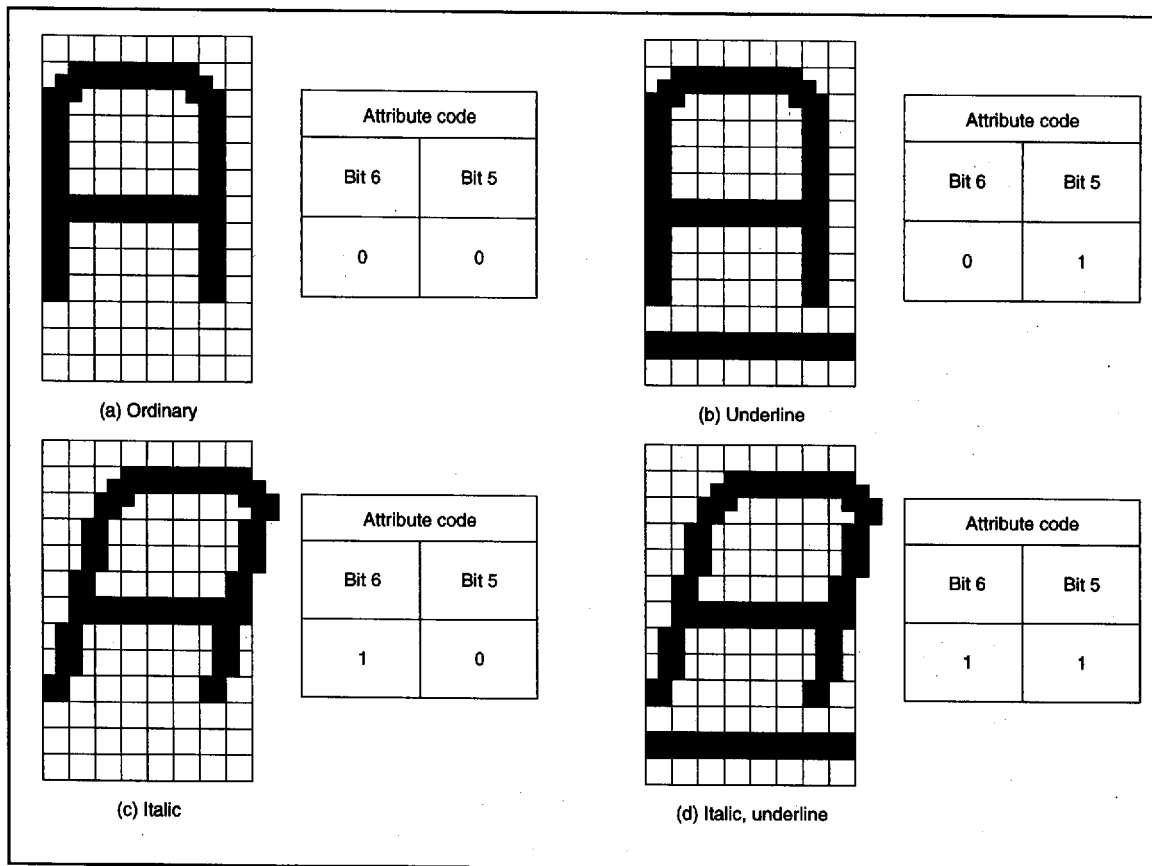 Attribute code
Bit 6 Bit 5
0 0
(a) Ordinary
Attribute code
Bit 6 Bit 5
0 1
(b) Underline
Attribute code
Bit 6 Bit 5
1 0
(c) Italic
Attribute code
Bit 6 Bit 5
1 1
(d) Italic, underline